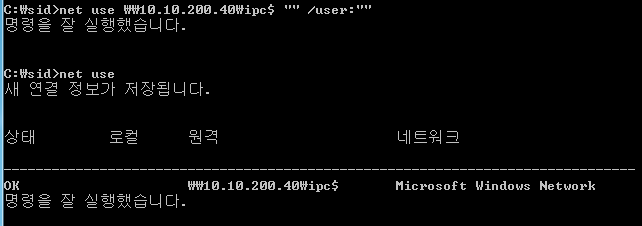 C:₩sid>net use ₩₩10.10.200.40₩ipc$ "" /user:""
명령을 잘 실행했습니다.
C:₩sid>net use
새 연결 정보가 저장됩니다.
상태 로컬 원격 네트워크
-------------------------------------------------------------------------------
OK ₩₩10.10.200.40₩ipc$ Microsoft Windows Network
명령을 잘 실행했습니다.